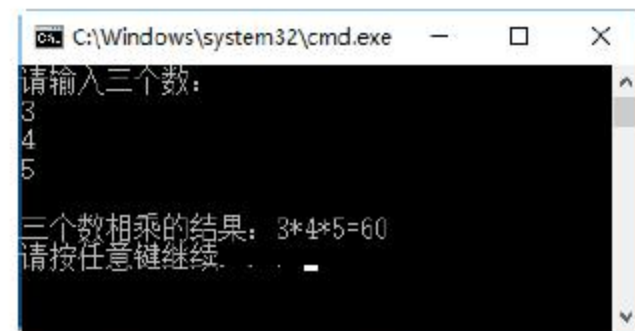 C:\Windows\system32\cmd.exe
请输入三个数：
3
4
5
三个数相乘的结果：3*4*5=60
请按任意键继续. . .